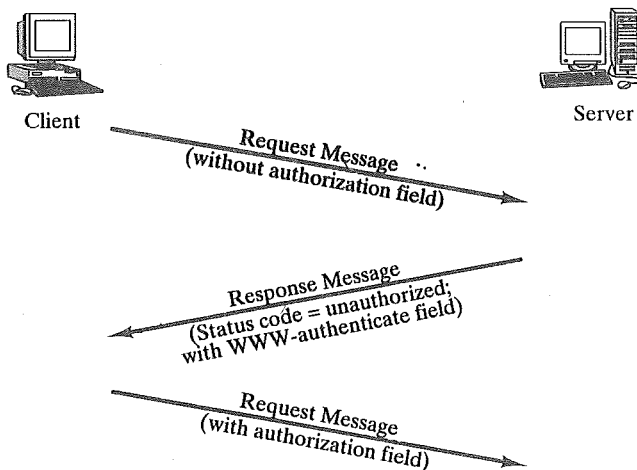 Client
Server
Request Message
(without authorization field)
Response Message
(Status code = unauthorized;
with WWW-authenticate field)
Request Message
(with authorization field)